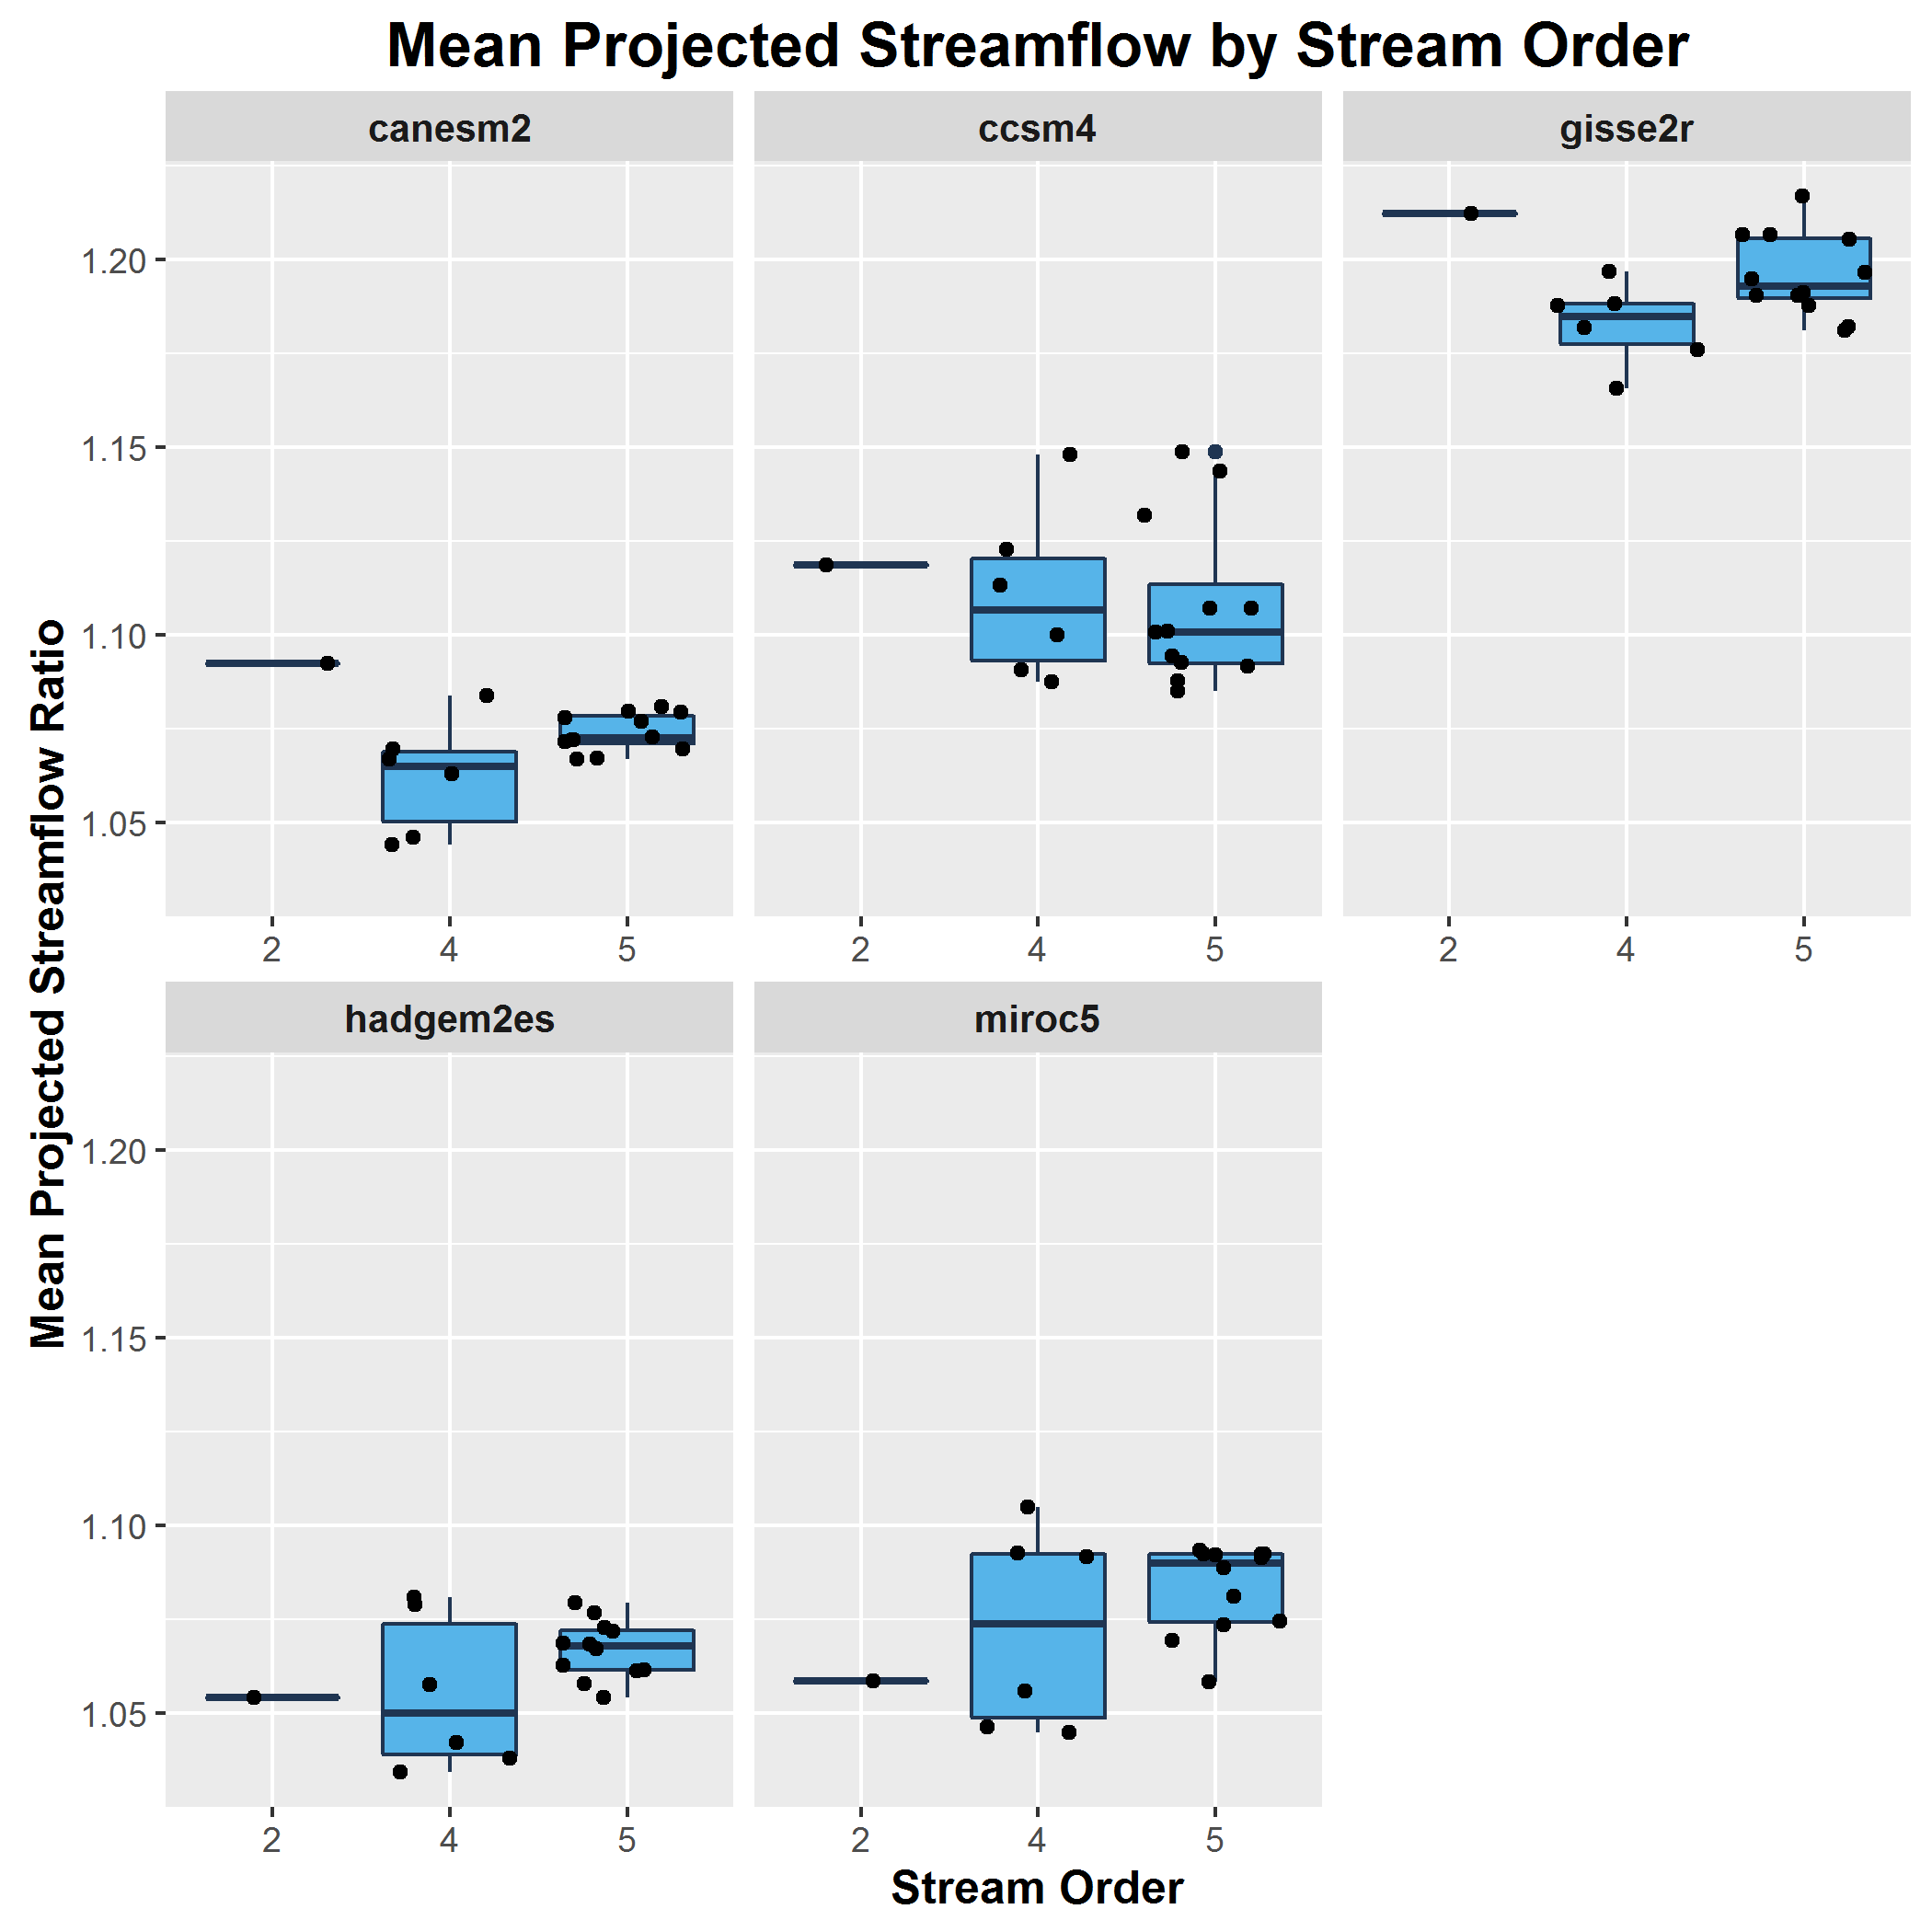 Mean Projected Streamflow by Stream Order
canesm2
ccsm4
gisse2r
1.20
1.15
1.10
1.05
2 4 5
2 4 5
2 4 5
Mean Projected Streamflow Ratio
hadgem2es
miroc5
1.20
1.15
1.10
1.05
2 4 5
2 4 5
Stream Order